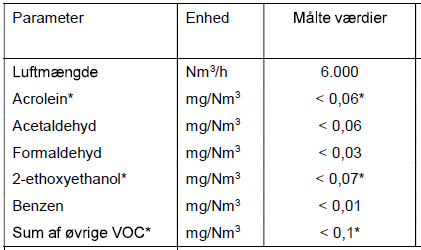 Parameter Enhed Målte værdier
Luftmængde Nm³/h 6.000
Acrolein* mg/Nm³ < 0,06*
Acetaldehyd mg/Nm³ < 0,06
Formaldehyd mg/Nm³ < 0,03
2-ethoxyethanol* mg/Nm³ < 0,07*
Benzen mg/Nm³ < 0,01
Sum af øvrige VOC* mg/Nm³ < 0,1*